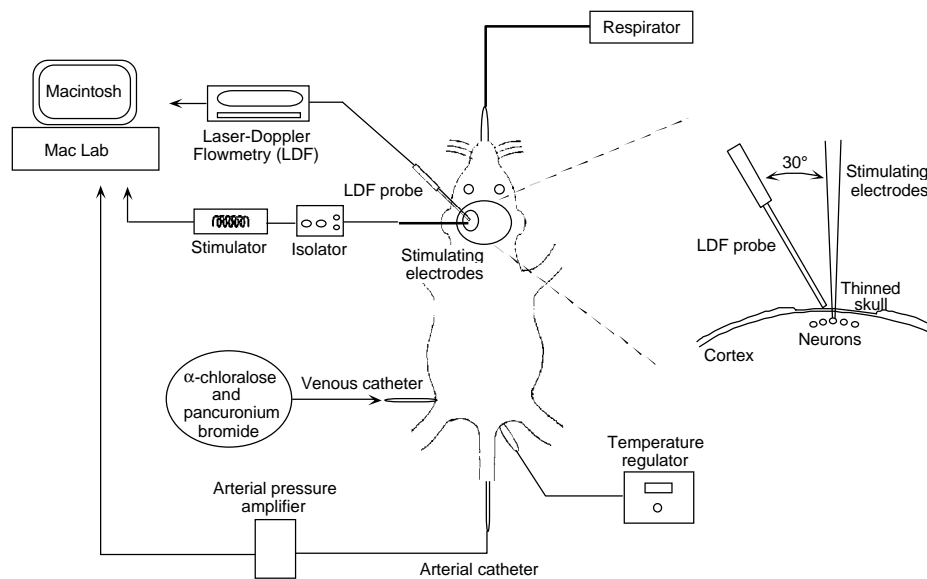 Respirator
Macintosh
Mac Lab
Laser-Doppler
Flowmetry (LDF)
LDF probe
Stimulator
Isolator
Stimulating
electrodes
30°
Stimulating
electrodes
LDF probe
Thinned
skull
Neurons
Cortex
α-chloralose
and
pancuronium
bromide
Venous catheter
Temperature
regulator
Arterial pressure
amplifier
Arterial catheter